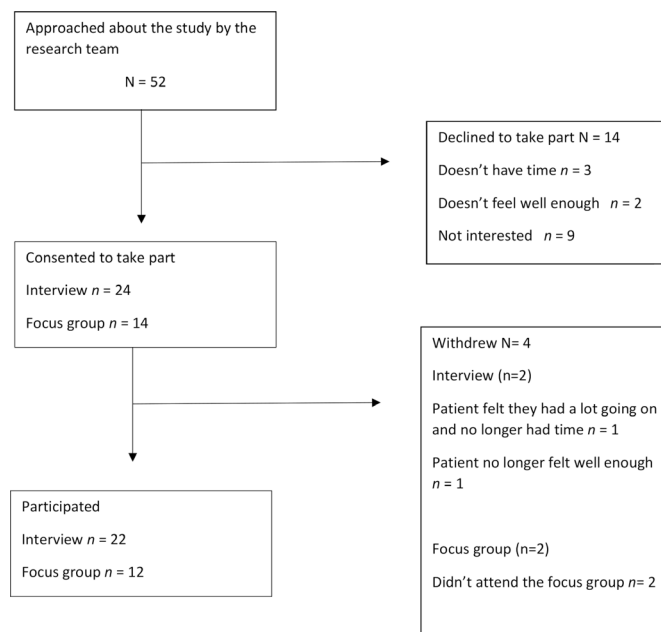 Approached about the study by the
research team
N = 52
Declined to take part N = 14
Doesn't have time n = 3
Doesn't feel well enough n = 2
Not interested n = 9
Consented to take part
Interview n = 24
Focus group n = 14
Withdrew N= 4
Interview (n=2)
Patient felt they had a lot going on
and no longer had time n = 1
Patient no longer felt well enough
n = 1
Focus group (n=2)
Didn't attend the focus group n= 2
Participated
Interview n = 22
Focus group n = 12